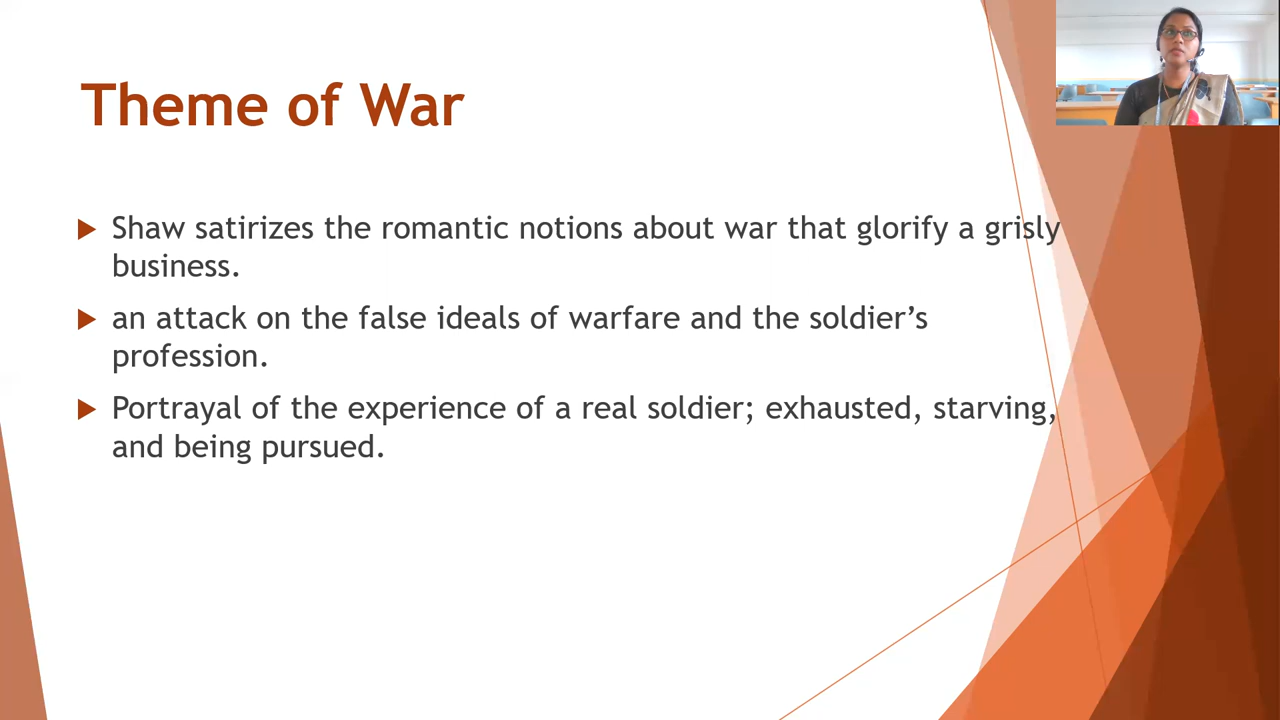 Theme of War
Shaw satirizes the romantic notions about war that glorify a grisly
business.
an attack on the false ideals of warfare and the soldier’s
profession.
Portrayal of the experience of a real soldier; exhausted, starving,
and being pursued.